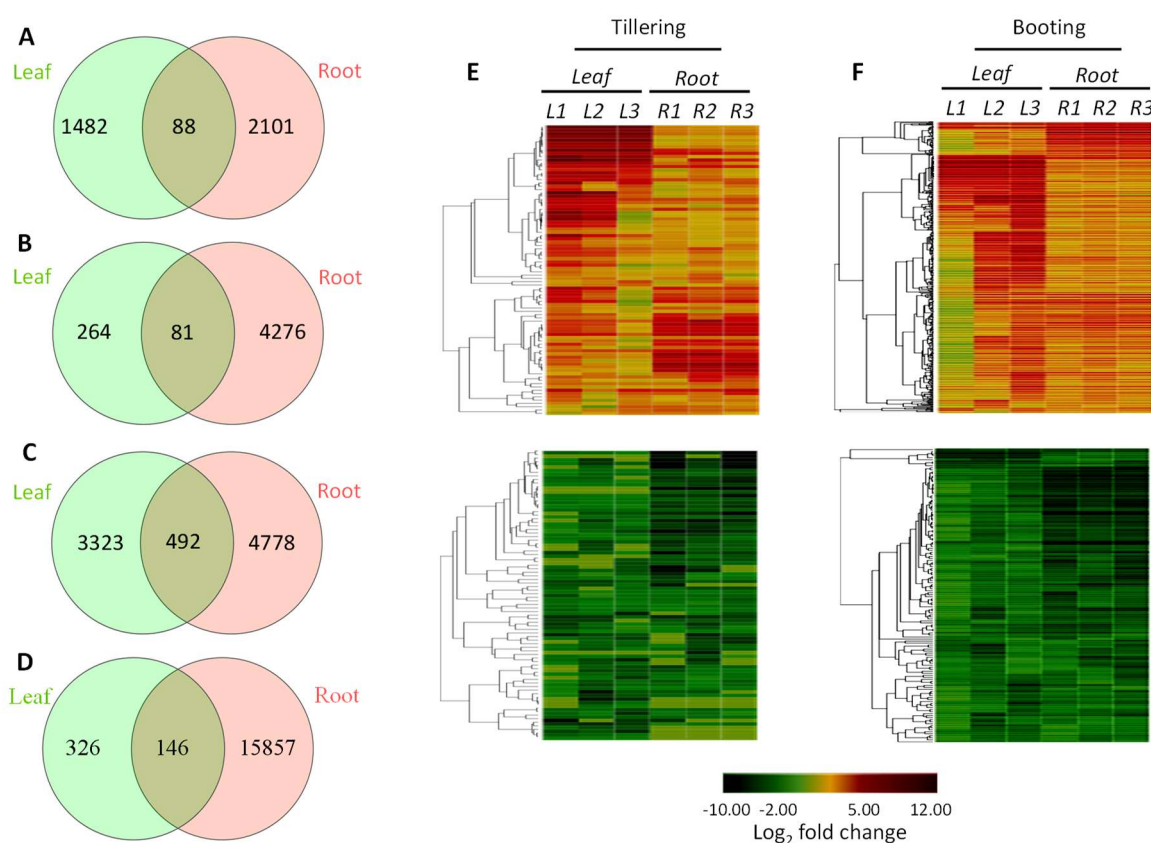 A
Leaf
Root
1482 88 2101
B
Leaf
Root
264 81 4276
C
Leaf
Root
3323 492 4778
D
Leaf
Root
326 146 15857
Tillering
E
Leaf Root
L1 L2 L3 R1 R2 R3
Booting
F
Leaf Root
L1 L2 L3 R1 R2 R3
-10.00 -2.00 5.00 12.00
Log2 fold change